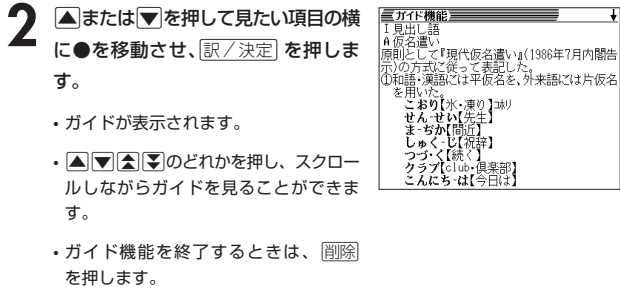 2 ▲または▼を押して見たい項目の横
に●を移動させ、訳／決定 を押しま
す。
・ガイドが表示されます。
・▲▼⏫⏬のどれかを押し、スクロー
ルしながらガイドを見ることができま
す。
・ガイド機能を終了するときは、削除
を押します。
ガイド機能 ↓
Ⅰ見出し語
A 仮名遣い
原則として『現代仮名遣い』(1986年7月内閣告
示)の方式に従って表記した。
①和語・漢語には平仮名を、外来語には片仮名
を用いた。
こおり【氷・凍り】コホリ
せん‐せい【先生】
ま‐ぢか【間近】
しゅく‐じ【祝辞】
つづ・く【続く】
クラブ【club・倶楽部】
こんにち‐は【今日は】